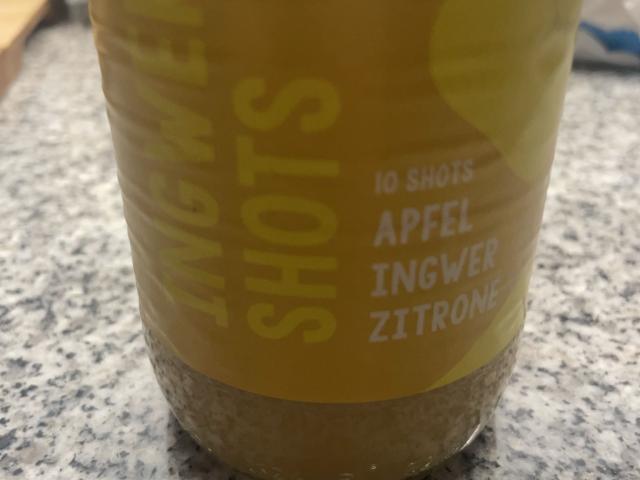 INGWER
SHOTS
10 SHOTS
APFEL
INGWER
ZITRONE